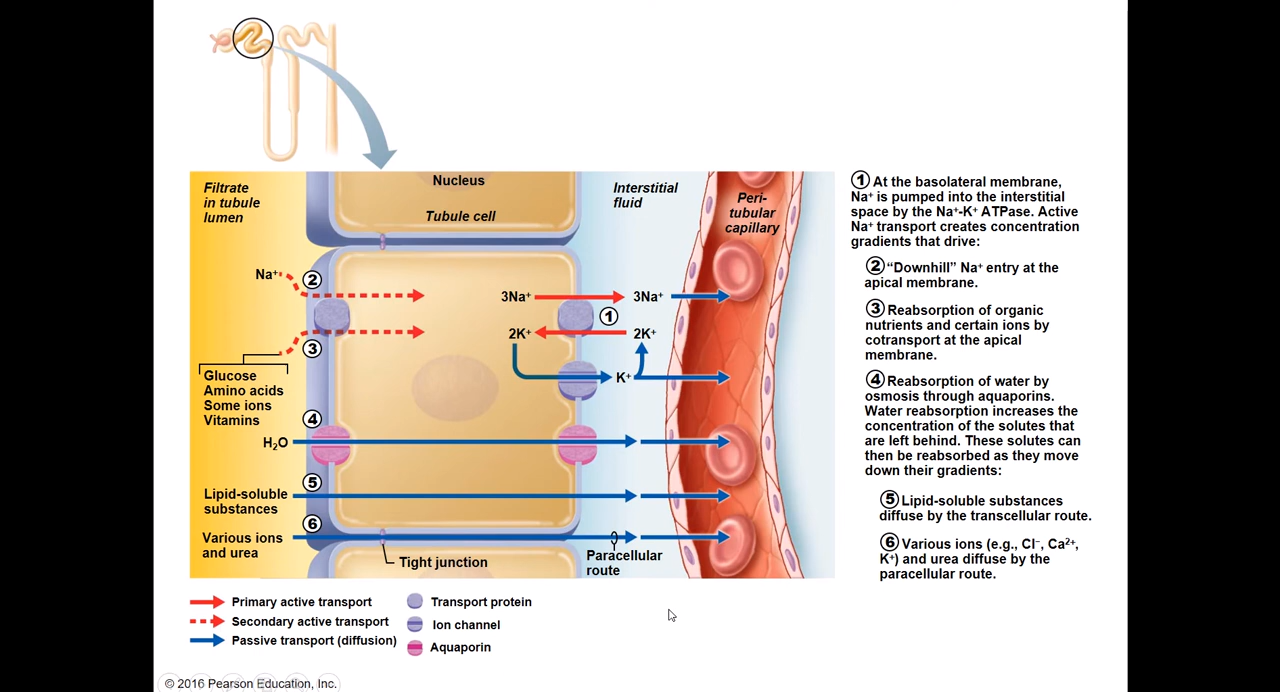 Filtrate
in tubule
lumen
Nucleus
Tubule cell
Interstitial
fluid
Peri-
tubular
capillary
Na⁺
②
3Na⁺
3Na⁺
①
2K⁺
2K⁺
③
K⁺
Glucose
Amino acids
Some ions
Vitamins
④
H₂O
⑤
Lipid-soluble
substances
⑥
Various ions
and urea
Tight junction
Paracellular
route
① At the basolateral membrane,
Na⁺ is pumped into the interstitial
space by the Na⁺-K⁺ ATPase. Active
Na⁺ transport creates concentration
gradients that drive:
② “Downhill” Na⁺ entry at the
apical membrane.
③ Reabsorption of organic
nutrients and certain ions by
cotransport at the apical
membrane.
④ Reabsorption of water by
osmosis through aquaporins.
Water reabsorption increases the
concentration of the solutes that
are left behind. These solutes can
then be reabsorbed as they move
down their gradients:
⑤ Lipid-soluble substances
diffuse by the transcellular route.
⑥ Various ions (e.g., Cl⁻, Ca²⁺,
K⁺) and urea diffuse by the
paracellular route.
Primary active transport
Secondary active transport
Passive transport (diffusion)
Transport protein
Ion channel
Aquaporin
© 2016 Pearson Education, Inc.